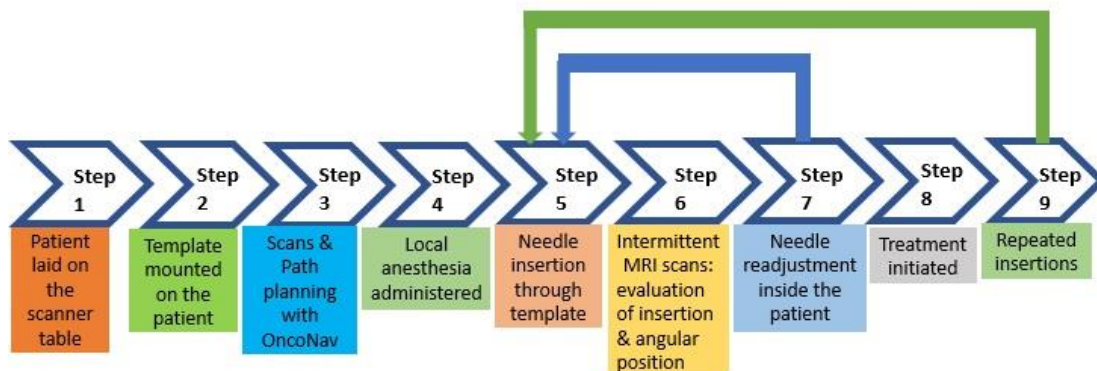 Step
1
Step
2
Step
3
Step
4
Step
5
Step
6
Step
7
Step
8
Step
9
Patient
laid on
the
scanner
table
Template
mounted
on the
patient
Scans &
Path
planning
with
OncoNav
Local
anesthesia
administered
Needle
insertion
through
template
Intermittent
MRI scans:
evaluation
of insertion
& angular
position
Needle
readjustment
inside the
patient
Treatment
initiated
Repeated
insertions